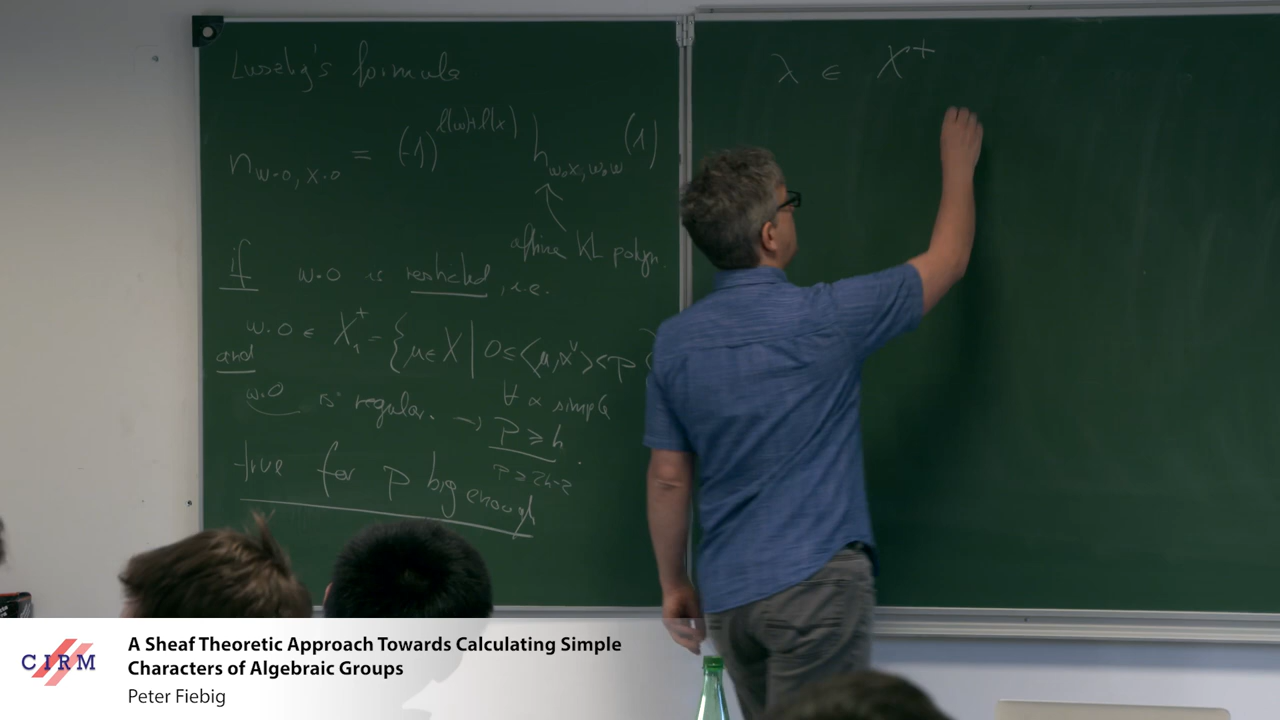 Lusztig's formula
n_{w·0, x·0} = (-1)^{l(w)+l(x)} h_{w₀x, w₀w} (1)
affine KL polyn.
if w·0 is restricted, i.e.
w·0 ∈ X₁⁺ = {μ∈X | 0≤⟨μ,α^∨⟩<p
and
∀ α simple
w·0 is regular. → p ≥ h
p ≥ 2h-2
true for p big enough
λ ∈ X⁺
CIRM
A Sheaf Theoretic Approach Towards Calculating Simple
Characters of Algebraic Groups
Peter Fiebig